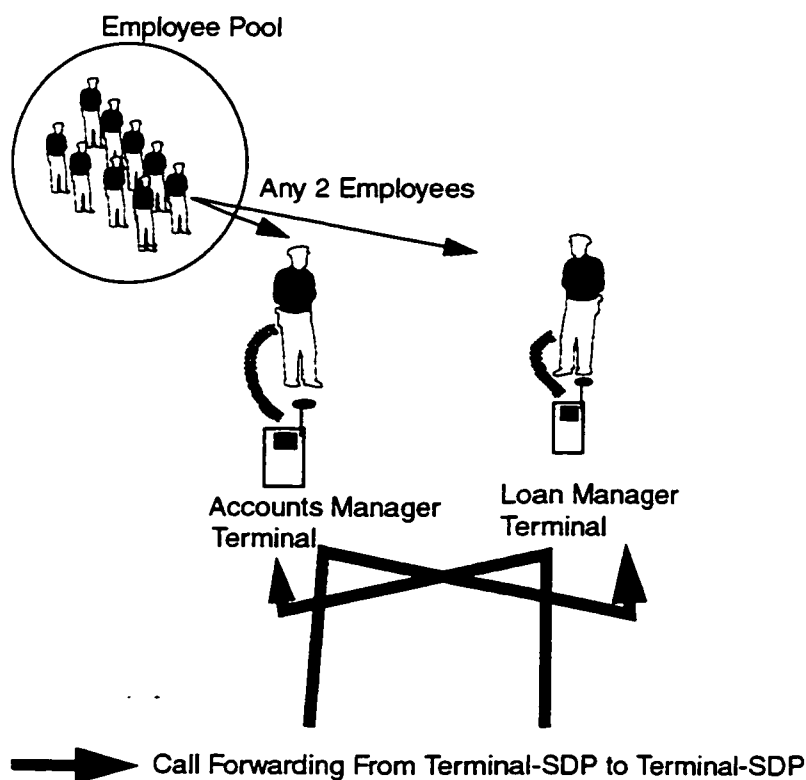 Employee Pool
Any 2 Employees
Accounts Manager
Terminal
Loan Manager
Terminal
Call Forwarding From Terminal-SDP to Terminal-SDP